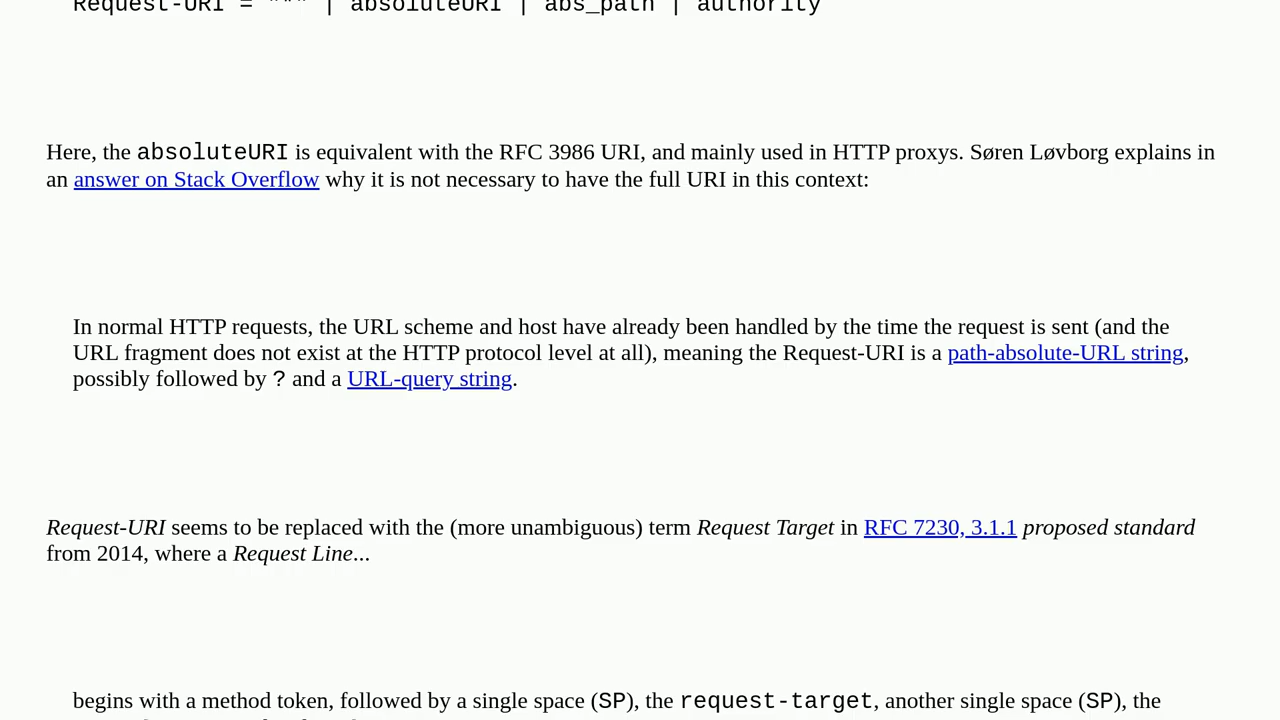 Request-URI = "*" | absoluteURI | abs_path | authority
Here, the absoluteURI is equivalent with the RFC 3986 URI, and mainly used in HTTP proxys. Søren Løvborg explains in
an answer on Stack Overflow why it is not necessary to have the full URI in this context:
In normal HTTP requests, the URL scheme and host have already been handled by the time the request is sent (and the
URL fragment does not exist at the HTTP protocol level at all), meaning the Request-URI is a path-absolute-URL string,
possibly followed by ? and a URL-query string.
Request-URI seems to be replaced with the (more unambiguous) term Request Target in RFC 7230, 3.1.1 proposed standard
from 2014, where a Request Line...
begins with a method token, followed by a single space (SP), the request-target, another single space (SP), the